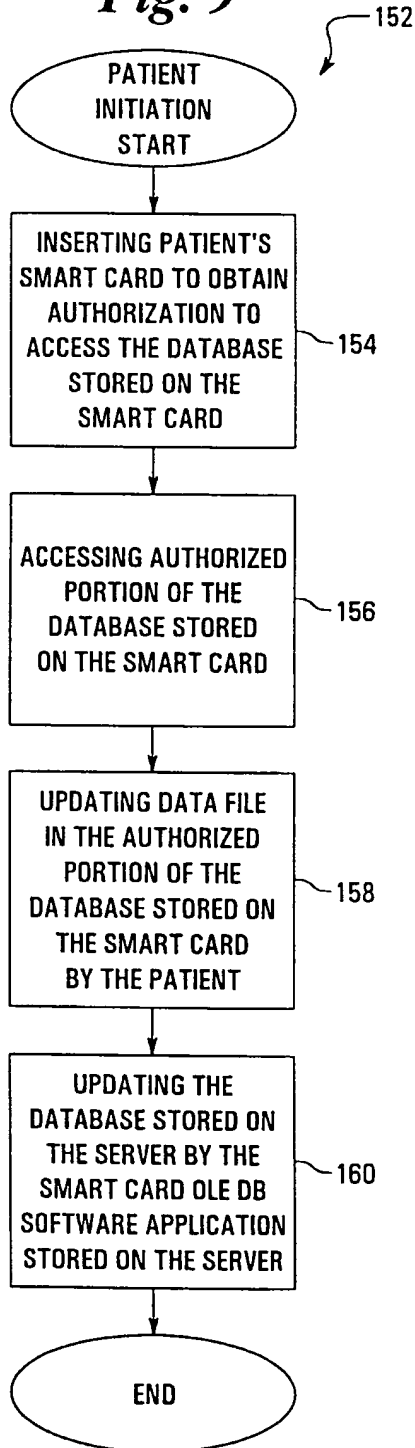 Fig. 9
152
PATIENT
INITIATION
START
INSERTING PATIENT'S
SMART CARD TO OBTAIN
AUTHORIZATION TO
ACCESS THE DATABASE
STORED ON THE
SMART CARD
154
ACCESSING AUTHORIZED
PORTION OF THE
DATABASE STORED
ON THE SMART CARD
156
UPDATING DATA FILE
IN THE AUTHORIZED
PORTION OF THE
DATABASE STORED ON
THE SMART CARD
BY THE PATIENT
158
UPDATING THE
DATABASE STORED ON
THE SERVER BY THE
SMART CARD OLE DB
SOFTWARE APPLICATION
STORED ON THE SERVER
160
END